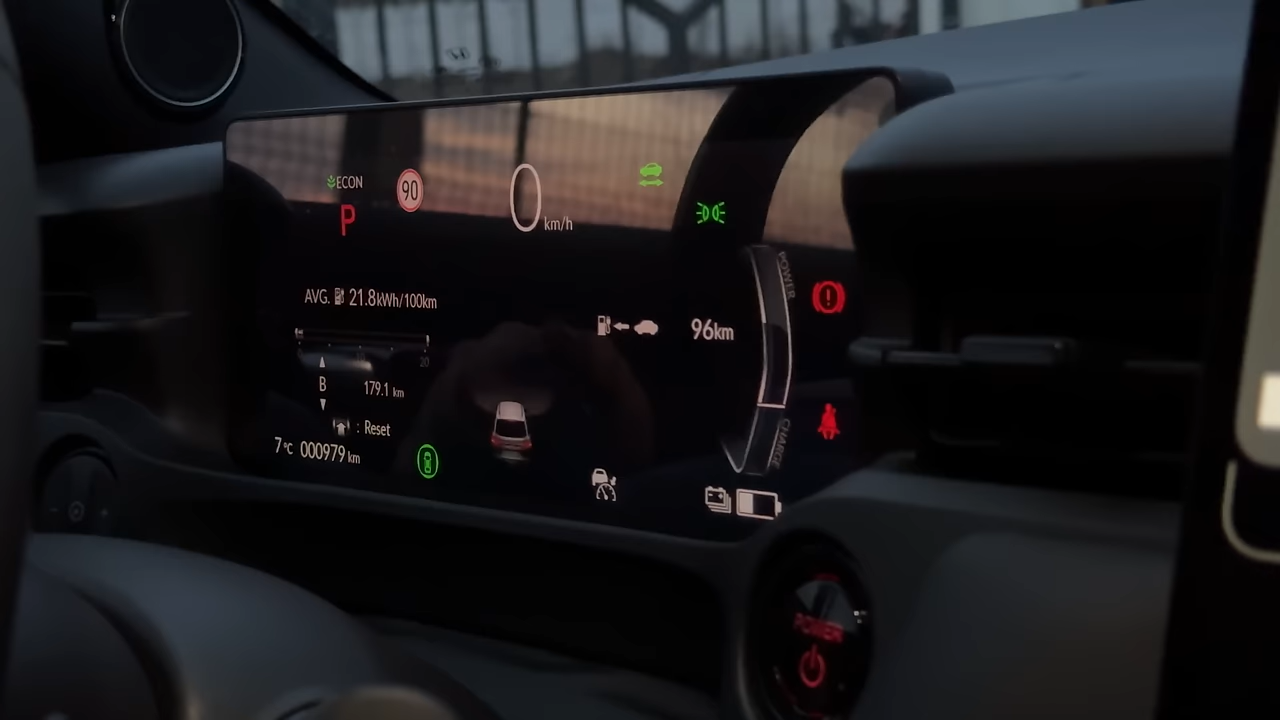 ECON
90
0 km/h
P
POWER
AVG. 21.8kWh/100km
96km
20
B 179.1 km
: Reset
CHARGE
7°C 000979 km
POWER